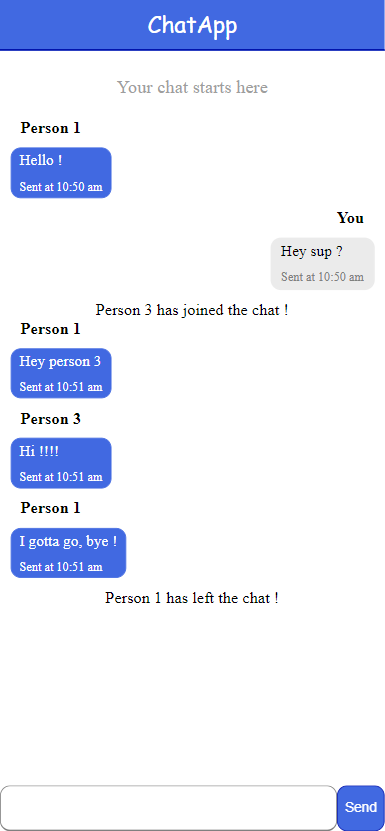 ChatApp
Your chat starts here
Person 1
Hello !
Sent at 10:50 am
You
Hey sup ?
Sent at 10:50 am
Person 3 has joined the chat !
Person 1
Hey person 3
Sent at 10:51 am
Person 3
Hi !!!!
Sent at 10:51 am
Person 1
I gotta go, bye !
Sent at 10:51 am
Person 1 has left the chat !
Send